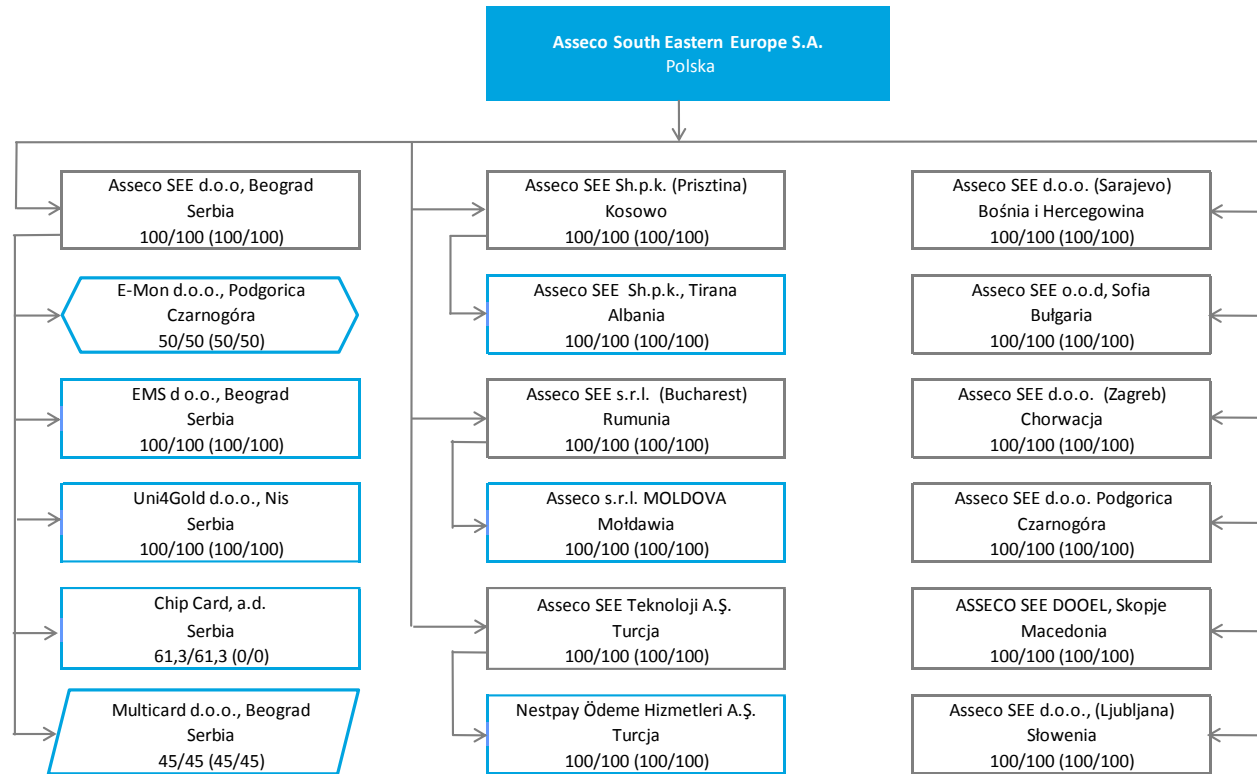 Asseco South Eastern Europe S.A.
Polska
Asseco SEE d.o.o, Beograd
Serbia
100/100 (100/100)
E-Mon d.o.o., Podgorica
Czarnogóra
50/50 (50/50)
EMS d o.o., Beograd
Serbia
100/100 (100/100)
Uni4Gold d.o.o., Nis
Serbia
100/100 (100/100)
Chip Card, a.d.
Serbia
61,3/61,3 (0/0)
Multicard d.o.o., Beograd
Serbia
45/45 (45/45)
Asseco SEE Sh.p.k. (Prisztina)
Kosowo
100/100 (100/100)
Asseco SEE Sh.p.k., Tirana
Albania
100/100 (100/100)
Asseco SEE s.r.l. (Bucharest)
Rumunia
100/100 (100/100)
Asseco s.r.l. MOLDOVA
Mołdawia
100/100 (100/100)
Asseco SEE Teknoloji A.Ş.
Turcja
100/100 (100/100)
Nestpay Ödeme Hizmetleri A.Ş.
Turcja
100/100 (100/100)
Asseco SEE d.o.o. (Sarajevo)
Bośnia i Hercegowina
100/100 (100/100)
Asseco SEE o.o.d, Sofia
Bułgaria
100/100 (100/100)
Asseco SEE d.o.o. (Zagreb)
Chorwacja
100/100 (100/100)
Asseco SEE d.o.o. Podgorica
Czarnogóra
100/100 (100/100)
ASSECO SEE DOOEL, Skopje
Macedonia
100/100 (100/100)
Asseco SEE d.o.o., (Ljubljana)
Słowenia
100/100 (100/100)